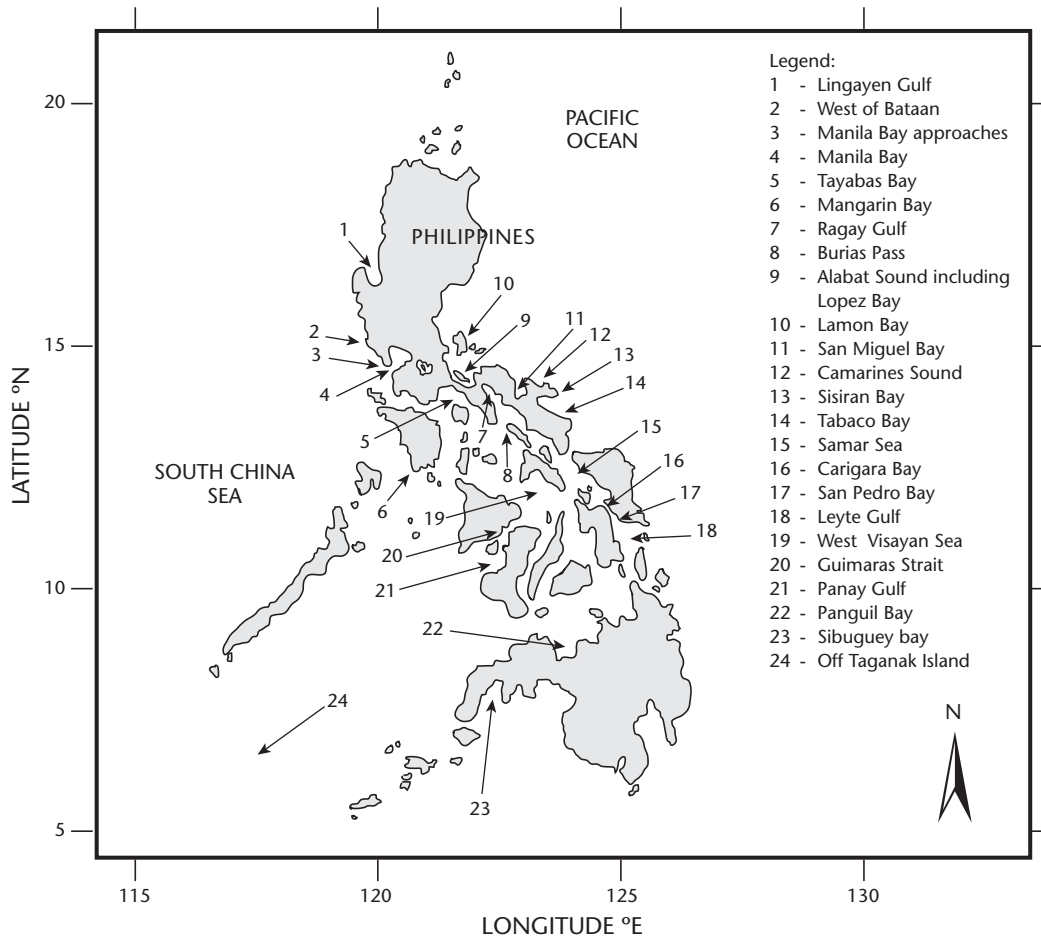 PACIFIC
OCEAN
PHILIPPINES
SOUTH CHINA
SEA
1
2
3
4
5
6
7
8
9
10
11
12
13
14
15
16
17
18
19
20
21
22
23
24
Legend:
1 - Lingayen Gulf
2 - West of Bataan
3 - Manila Bay approaches
4 - Manila Bay
5 - Tayabas Bay
6 - Mangarin Bay
7 - Ragay Gulf
8 - Burias Pass
9 - Alabat Sound including
Lopez Bay
10 - Lamon Bay
11 - San Miguel Bay
12 - Camarines Sound
13 - Sisiran Bay
14 - Tabaco Bay
15 - Samar Sea
16 - Carigara Bay
17 - San Pedro Bay
18 - Leyte Gulf
19 - West Visayan Sea
20 - Guimaras Strait
21 - Panay Gulf
22 - Panguil Bay
23 - Sibuguey bay
24 - Off Taganak Island
N
LATITUDE ºN
20
15
10
5
115
120
125
130
LONGITUDE ºE